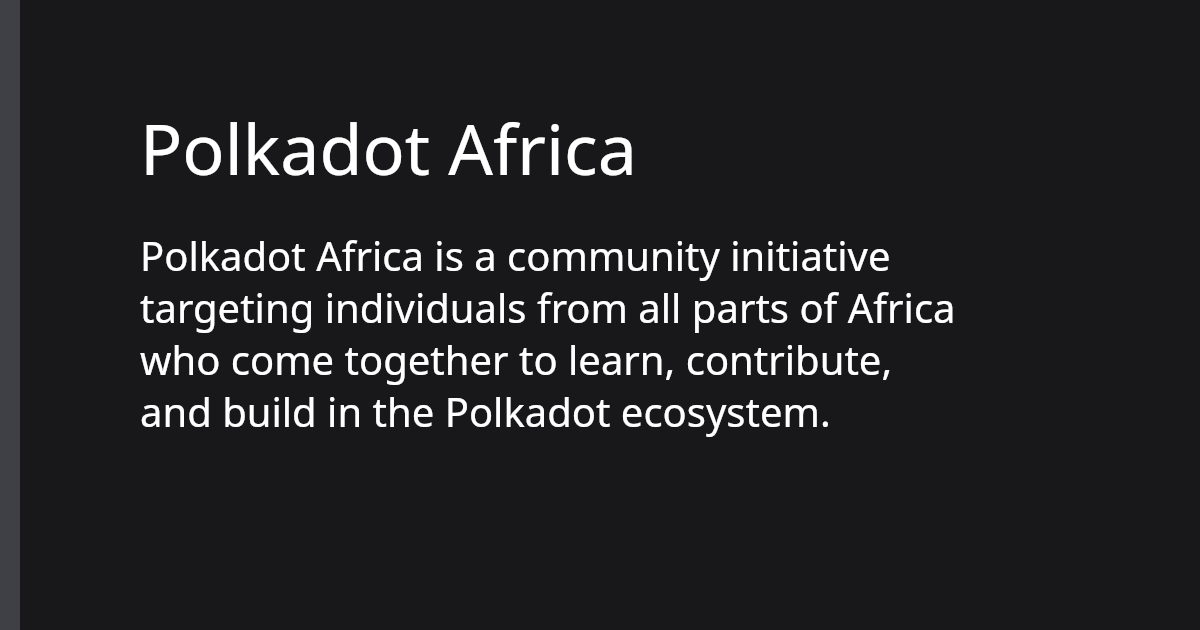 Polkadot Africa
Polkadot Africa is a community initiative
targeting individuals from all parts of Africa
who come together to learn, contribute,
and build in the Polkadot ecosystem.